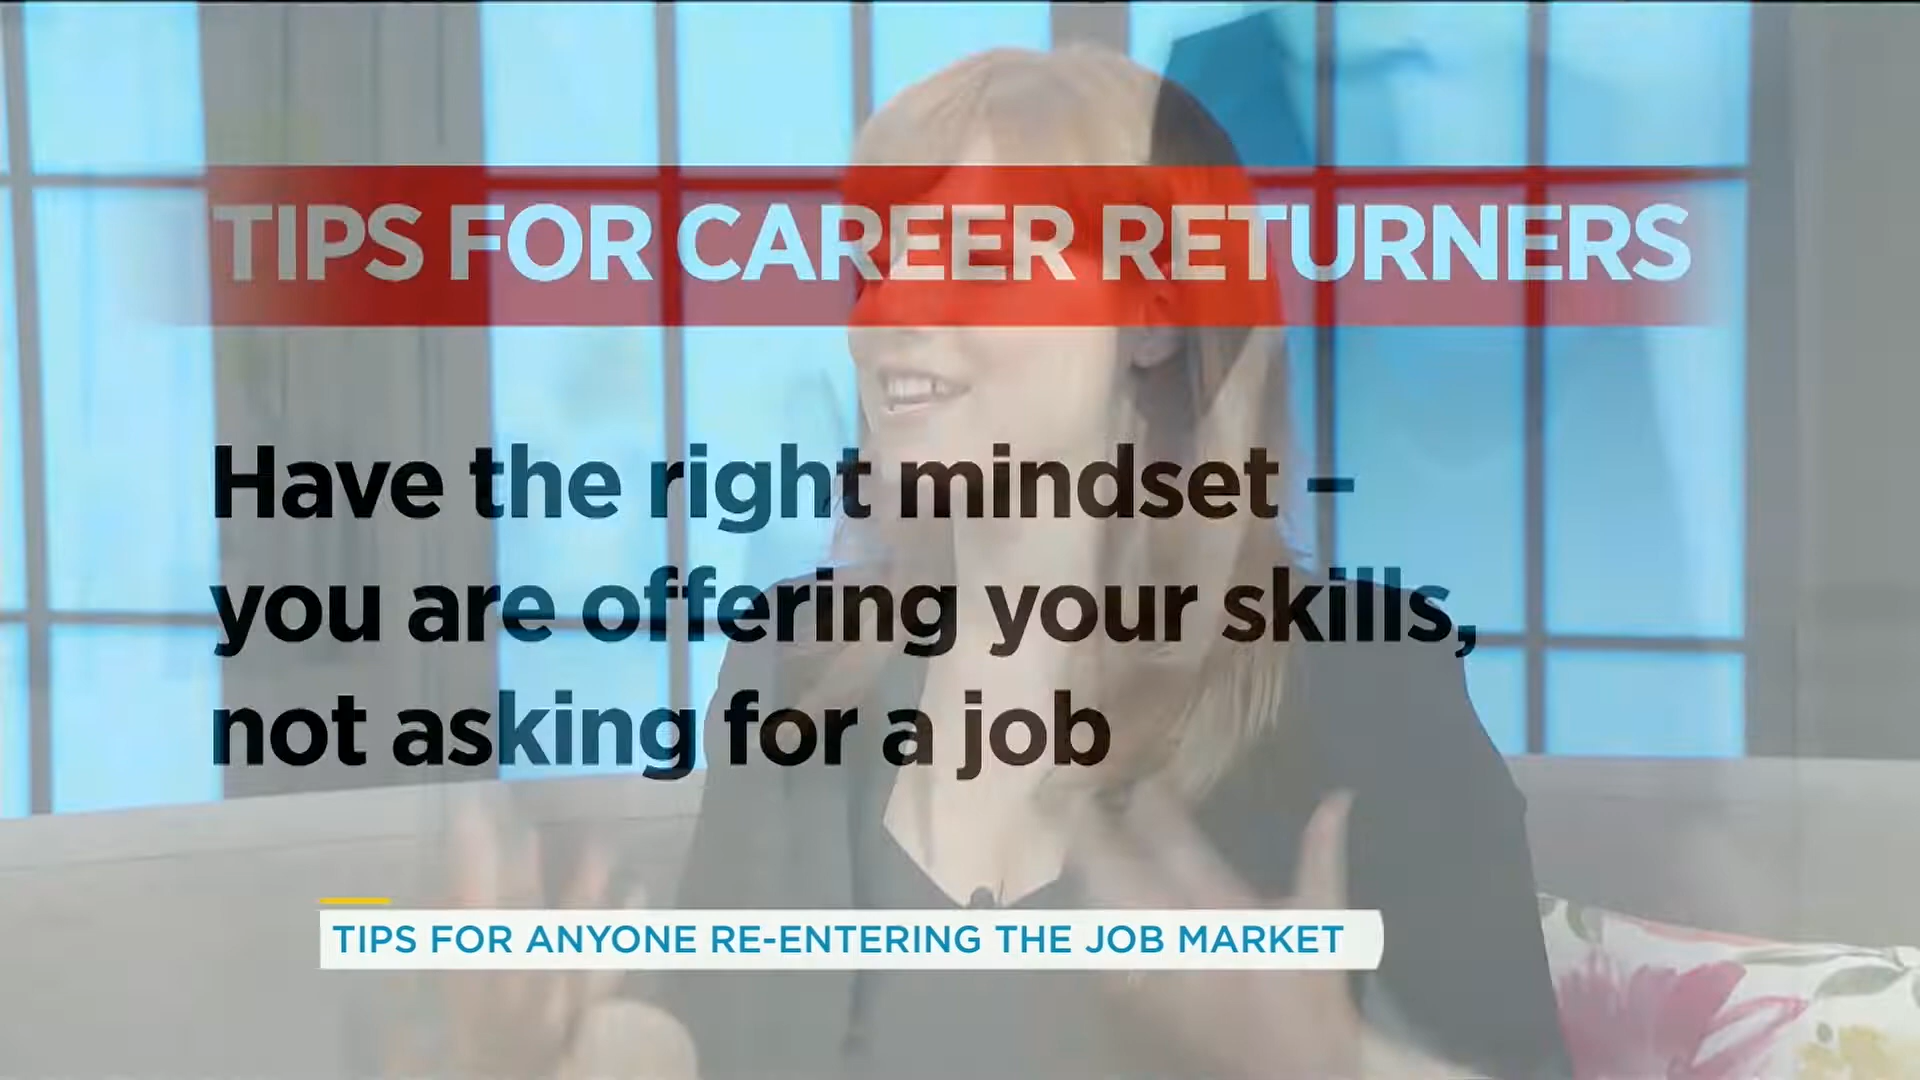 TIPS FOR CAREER RETURNERS
Have the right mindset –
you are offering your skills,
not asking for a job
TIPS FOR ANYONE RE-ENTERING THE JOB MARKET